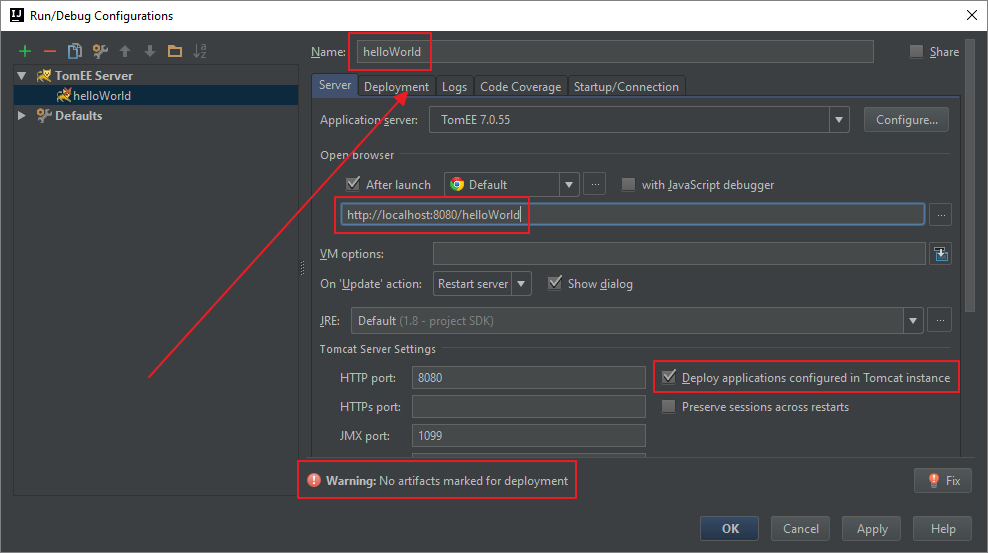 Run/Debug Configurations
Name: helloWorld Share
TomEE Server
helloWorld
Defaults
Server Deployment Logs Code Coverage Startup/Connection
Application server: TomEE 7.0.55 Configure...
Open browser
After launch Default ... with JavaScript debugger
http://localhost:8080/helloWorld ...
VM options:
On 'Update' action: Restart server Show dialog
JRE: Default (1.8 - project SDK) ...
Tomcat Server Settings
HTTP port: 8080 Deploy applications configured in Tomcat instance
HTTPs port: Preserve sessions across restarts
JMX port: 1099
Warning: No artifacts marked for deployment Fix
OK Cancel Apply Help